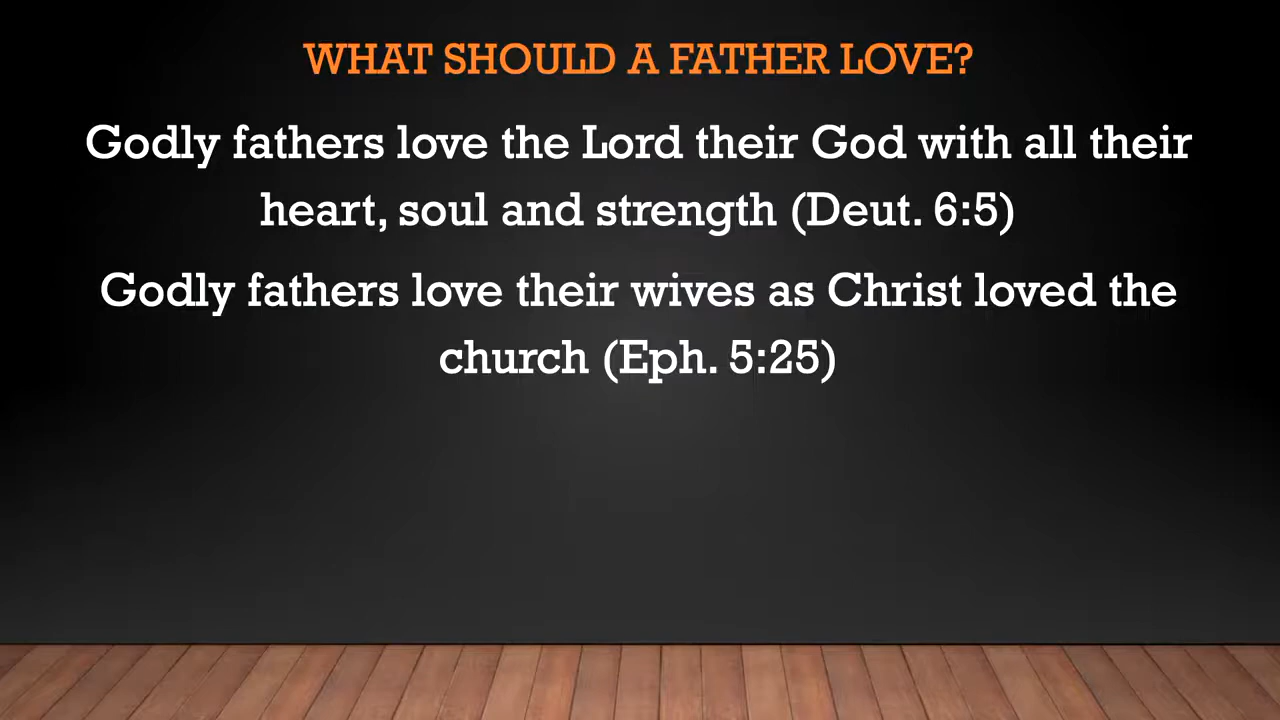 WHAT SHOULD A FATHER LOVE?
Godly fathers love the Lord their God with all their
heart, soul and strength (Deut. 6:5)
Godly fathers love their wives as Christ loved the
church (Eph. 5:25)